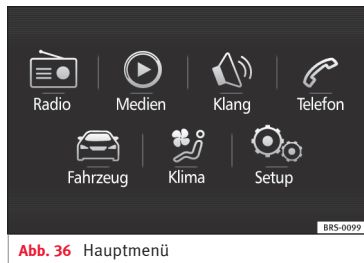 Radio Medien Klang Telefon
Fahrzeug Klima Setup
BRS-0099
Abb. 36 Hauptmenü